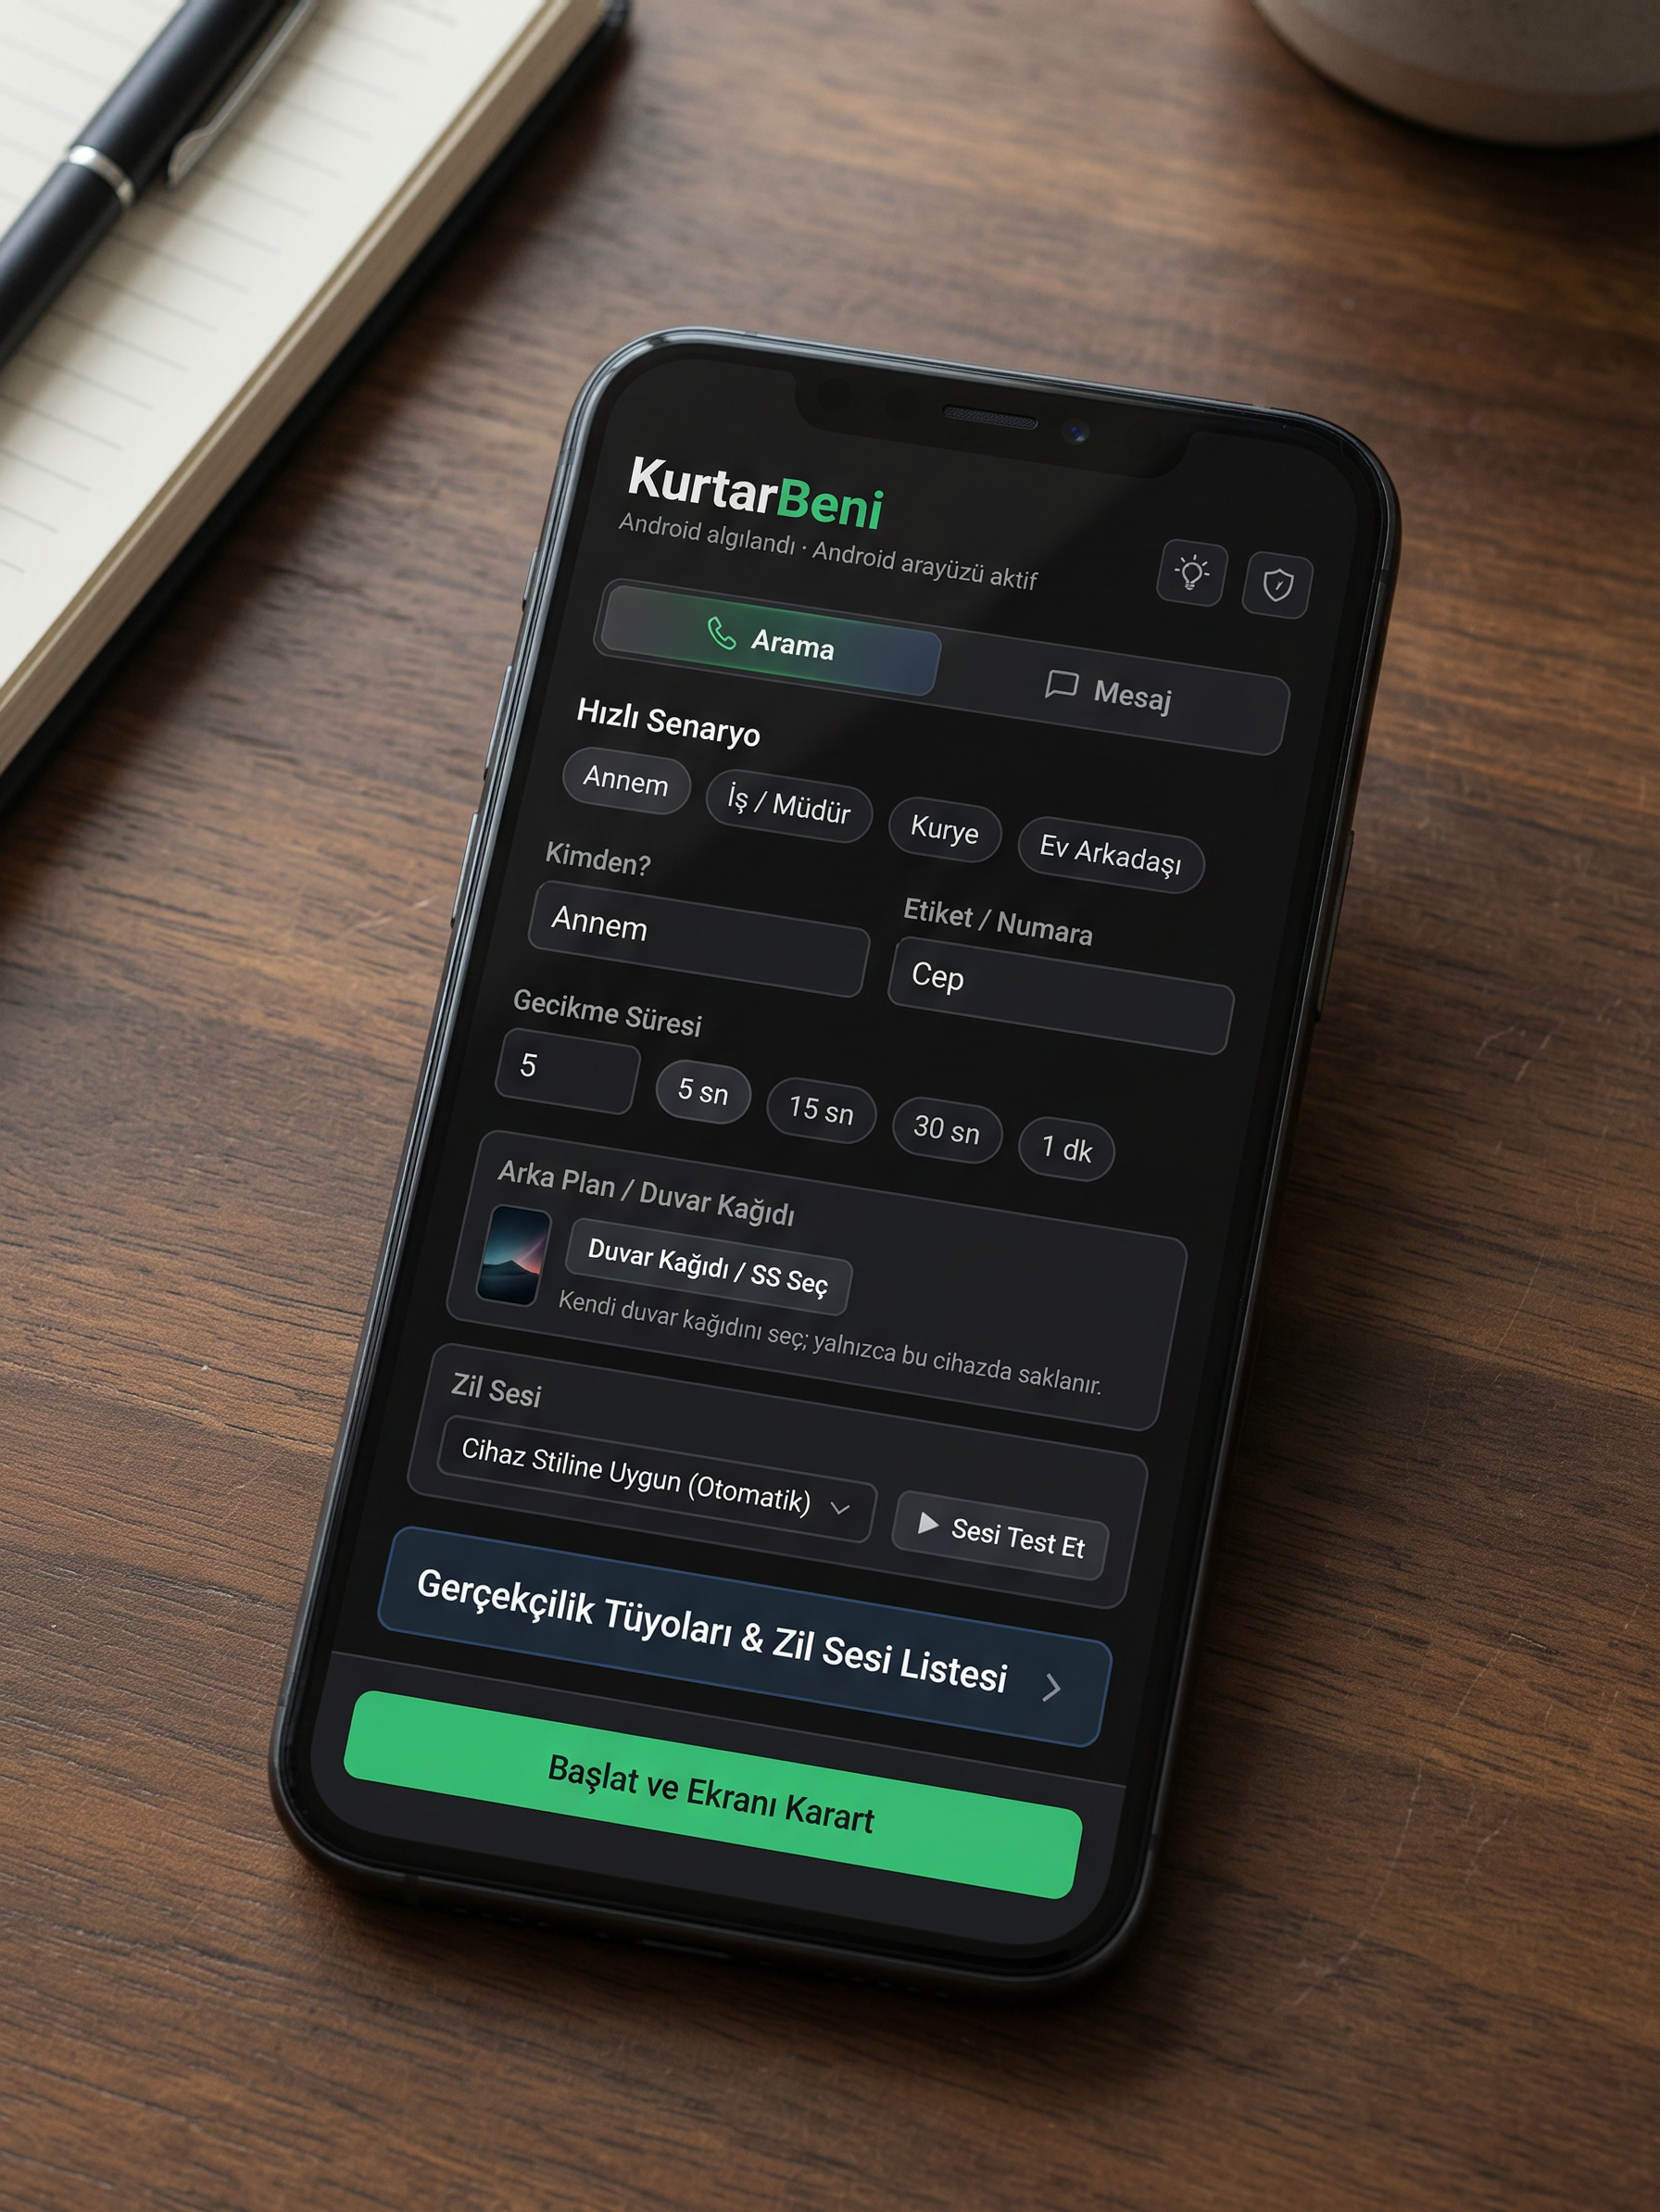 KurtarBeni
Android algılandı · Android arayüzü aktif
Arama
Mesaj
Hızlı Senaryo
Annem
İş / Müdür
Kurye
Ev Arkadaşı
Kimden?
Etiket / Numara
Annem
Cep
Gecikme Süresi
5
5 sn
15 sn
30 sn
1 dk
Arka Plan / Duvar Kağıdı
Duvar Kağıdı / SS Seç
Kendi duvar kağıdını seç; yalnızca bu cihazda saklanır.
Zil Sesi
Cihaz Stiline Uygun (Otomatik)
Sesi Test Et
Gerçekçilik Tüyoları & Zil Sesi Listesi
Başlat ve Ekranı Karart